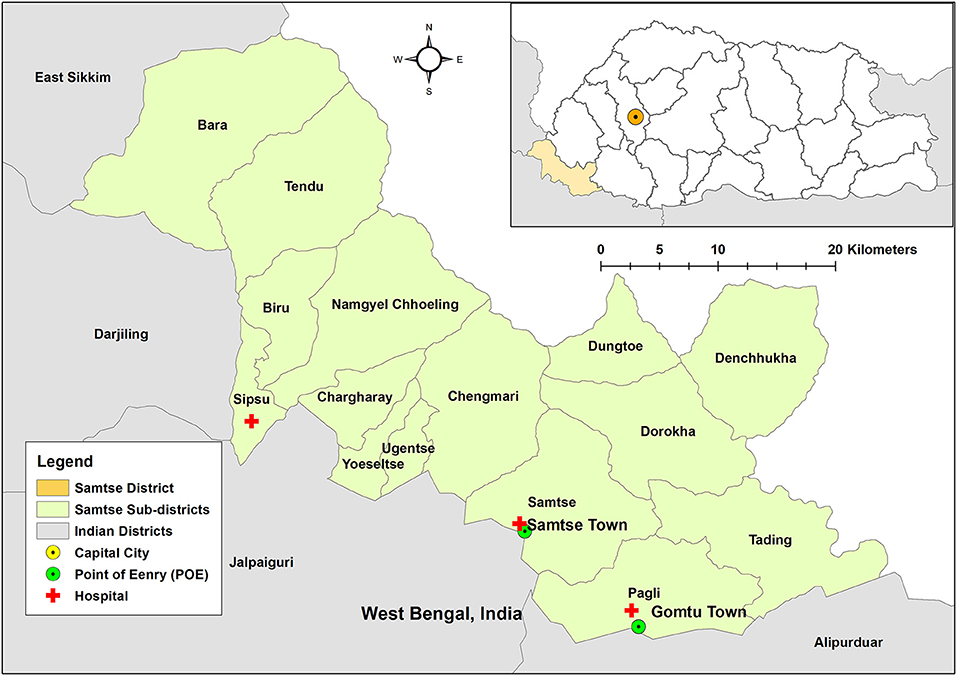 N
W E
S
East Sikkim
Bara
Tendu
0 5 10 20 Kilometers
Biru
Namgyel Chhoeling
Darjiling
Dungtoe
Denchhukha
Sipsu
Chargharay
Chengmari
Dorokha
Ugentse
Yoeseltse
Legend
Samtse District
Samtse Sub-districts
Indian Districts
Capital City
Point of Eenry (POE)
Hospital
Samtse
Samtse Town
Tading
Jalpaiguri
Pagli
Gomtu Town
West Bengal, India
Alipurduar